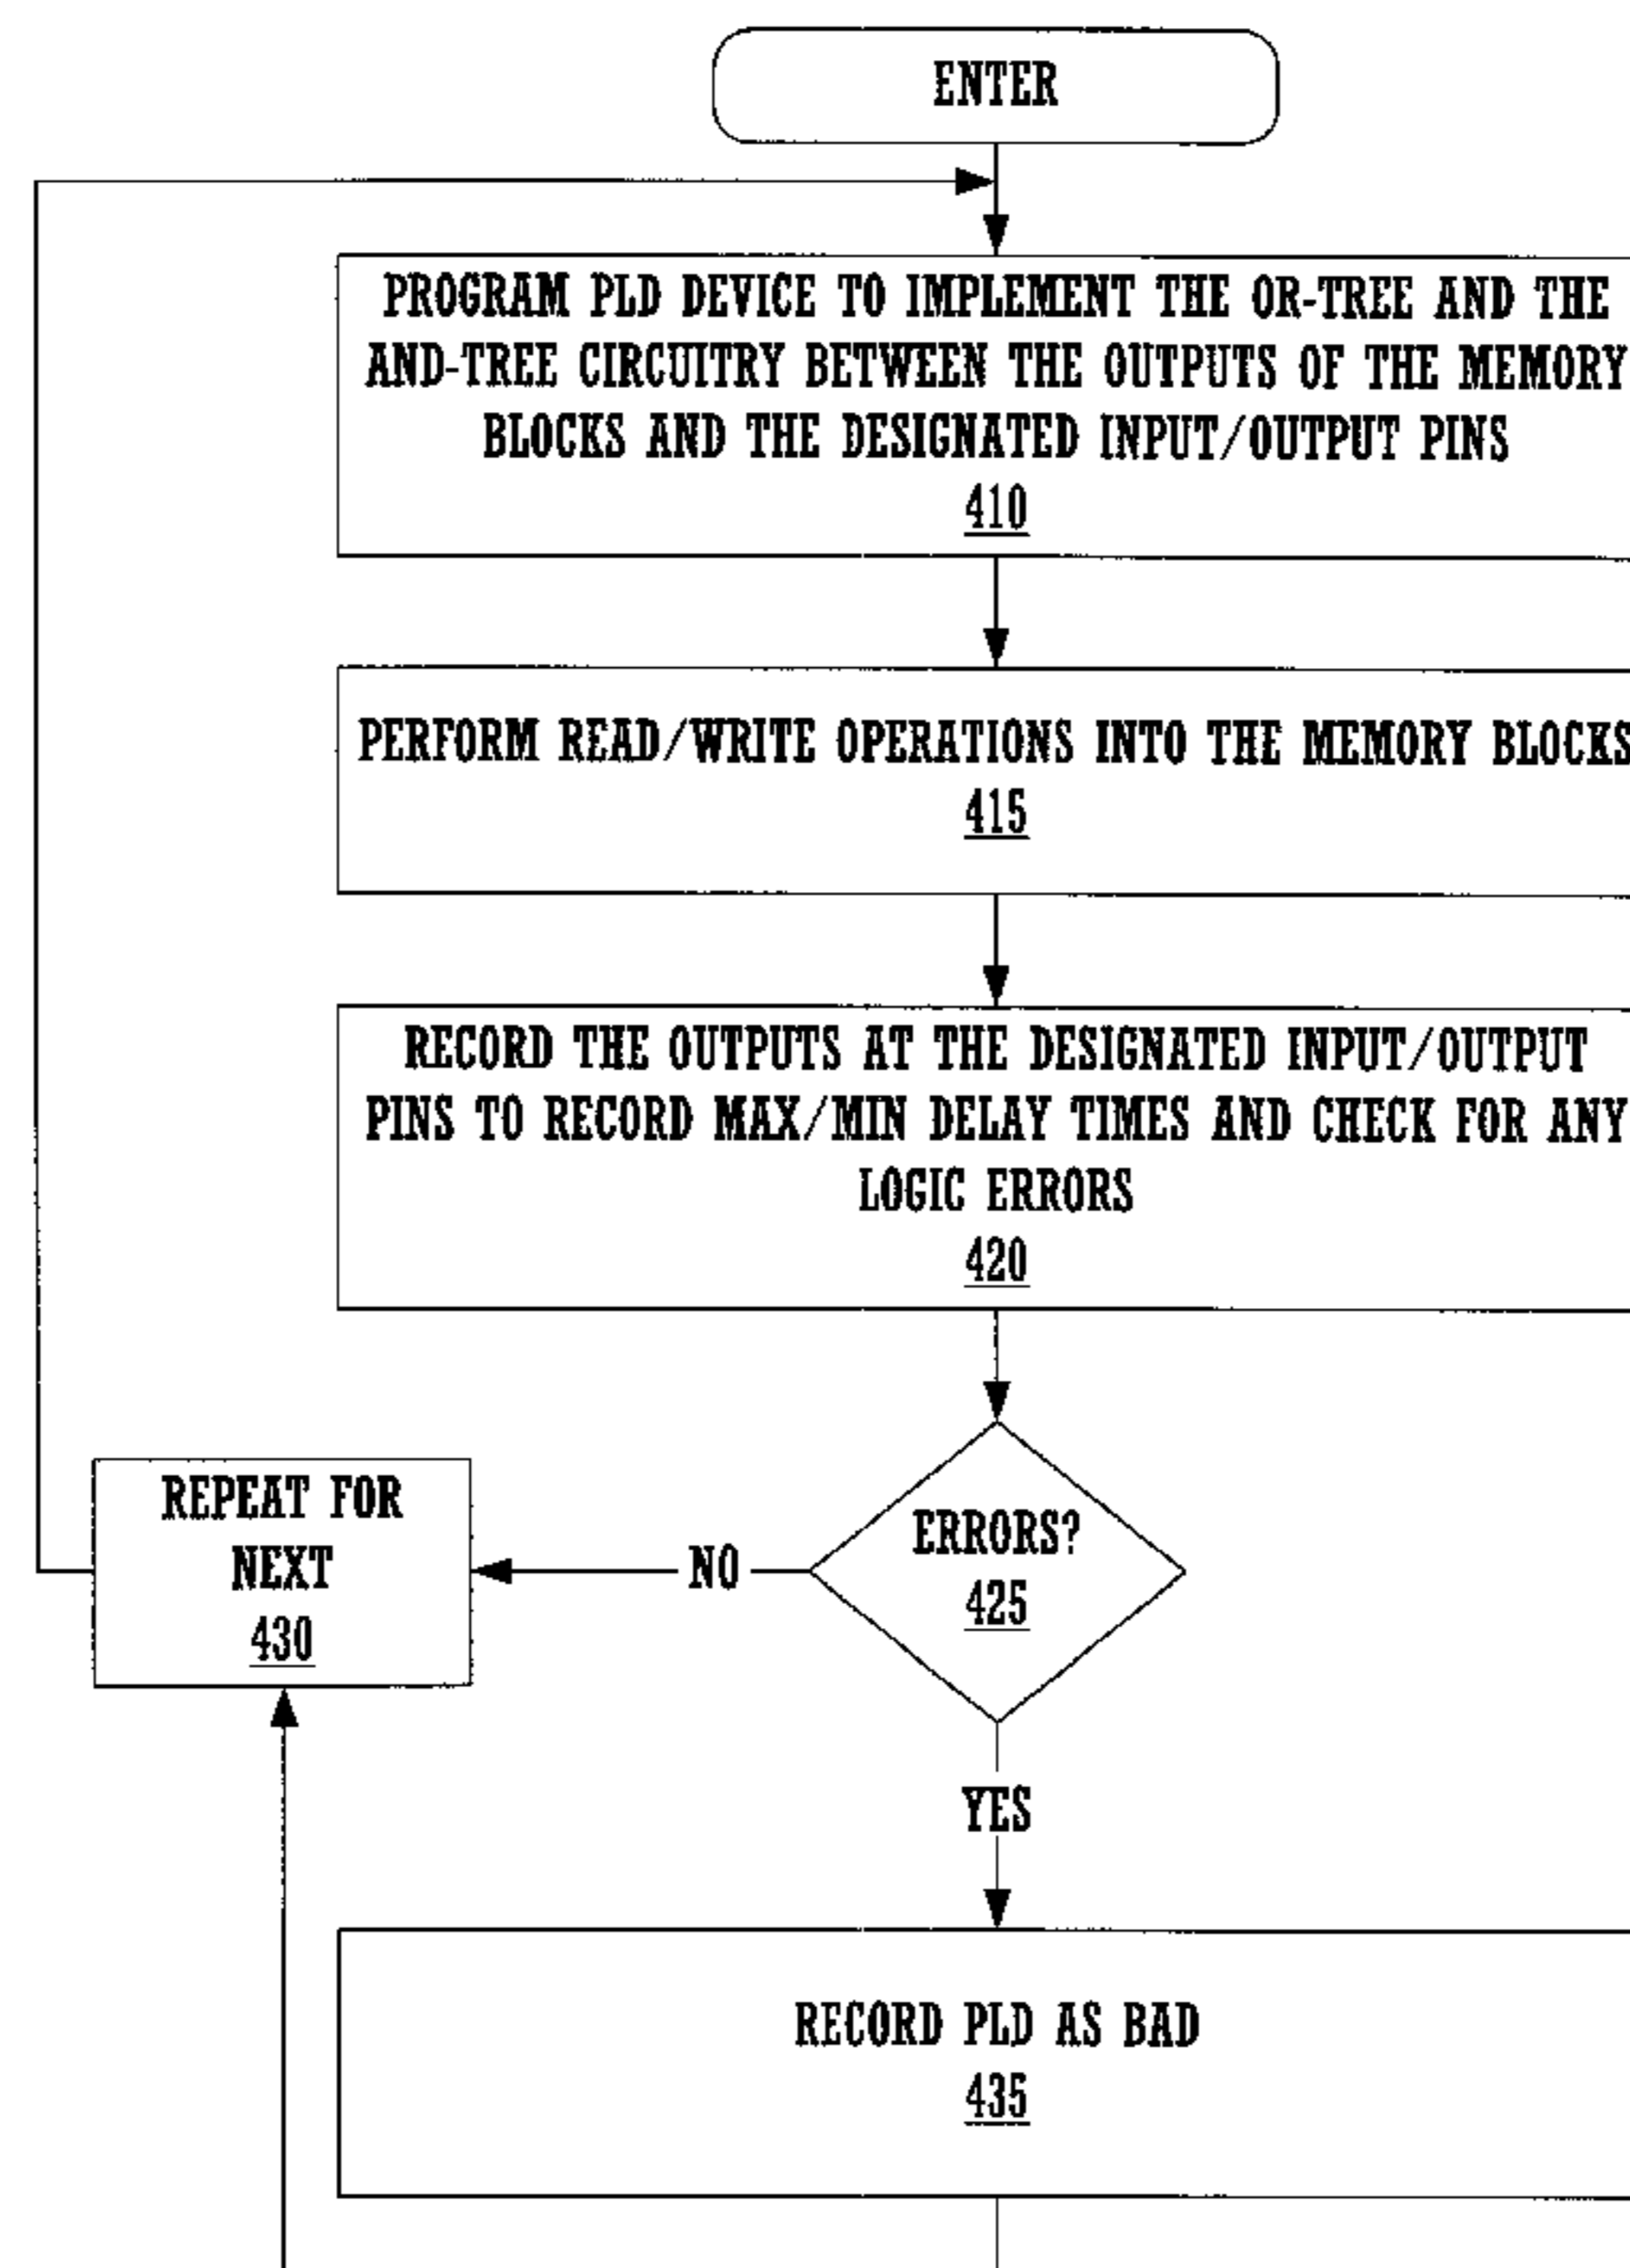 ENTER
PROGRAM PLD DEVICE TO IMPLEMENT THE OR-TREE AND THE
AND-TREE CIRCUITRY BETWEEN THE OUTPUTS OF THE MEMORY
BLOCKS AND THE DESIGNATED INPUT/OUTPUT PINS
410
PERFORM READ/WRITE OPERATIONS INTO THE MEMORY BLOCKS
415
RECORD THE OUTPUTS AT THE DESIGNATED INPUT/OUTPUT
PINS TO RECORD MAX/MIN DELAY TIMES AND CHECK FOR ANY
LOGIC ERRORS
420
ERRORS?
425
NO
REPEAT FOR
NEXT
430
YES
RECORD PLD AS BAD
435